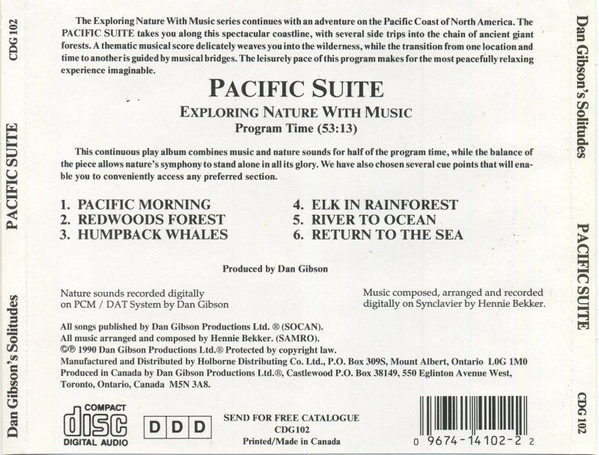 The Exploring Nature With Music series continues with an adventure on the Pacific Coast of North America. The
PACIFIC SUITE takes you along this spectacular coastline, with several side trips into the chain of ancient giant
forests. A thematic musical score delicately weaves you into the wilderness, while the transition from one location and
time to another is guided by musical bridges. The leisurely pace of this program makes for the most peacefully relaxing
experience imaginable.
PACIFIC SUITE
EXPLORING NATURE WITH MUSIC
Program Time (53:13)
This continuous play album combines music and nature sounds for half of the program time, while the balance of
the piece allows nature's symphony to stand alone in all its glory. We have also chosen several cue points that will ena-
ble you to conveniently access any preferred section.
1. PACIFIC MORNING
2. REDWOODS FOREST
3. HUMPBACK WHALES
4. ELK IN RAINFOREST
5. RIVER TO OCEAN
6. RETURN TO THE SEA
Produced by Dan Gibson
Nature sounds recorded digitally
on PCM / DAT System by Dan Gibson
Music composed, arranged and recorded
digitally on Synclavier by Hennie Bekker.
All songs published by Dan Gibson Productions Ltd. ® (SOCAN).
All music arranged and composed by Hennie Bekker. (SAMRO).
©℗ 1990 Dan Gibson Productions Ltd.® Protected by copyright law.
Manufactured and Distributed by Holborne Distributing Co. Ltd., P.O. Box 309S, Mount Albert, Ontario L0G 1M0
Produced in Canada by Dan Gibson Productions Ltd.®, Castlewood P.O. Box 38149, 550 Eglinton Avenue West,
Toronto, Ontario, Canada M5N 3A8.
COMPACT
disc
DIGITAL AUDIO
D D D
SEND FOR FREE CATALOGUE
CDG102
Printed/Made in Canada
0 9674-14102-2 2
CDG 102
PACIFIC SUITE
Dan Gibson's Solitudes
Dan Gibson's Solitudes
PACIFIC SUITE
CDG 102